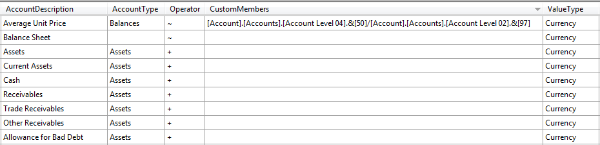 AccountDescription AccountType Operator CustomMembers ValueType
Average Unit Price Balances ~ [Account].[Accounts].[Account Level 04].&[50]/[Account].[Accounts].[Account Level 02].&[97] Currency
Balance Sheet ~ Currency
Assets Assets + Currency
Current Assets Assets + Currency
Cash Assets + Currency
Receivables Assets + Currency
Trade Receivables Assets + Currency
Other Receivables Assets + Currency
Allowance for Bad Debt Assets + Currency